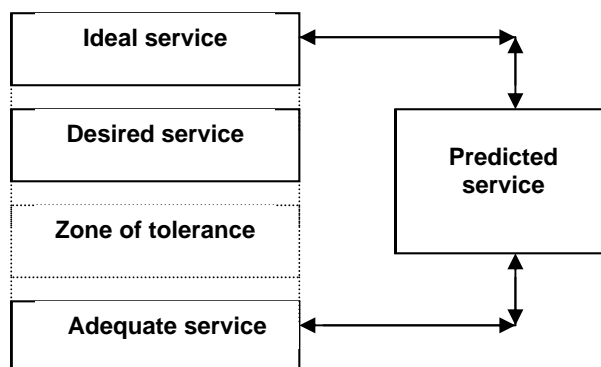 Ideal service
Desired service
Predicted
service
Zone of tolerance
Adequate service